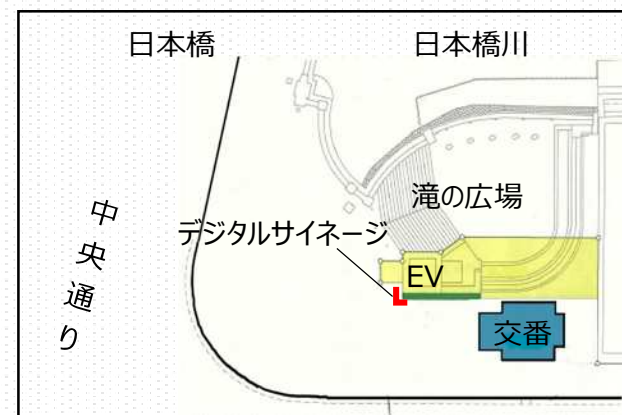 日本橋
日本橋川
中央通り
滝の広場
デジタルサイネージ
EV
交番